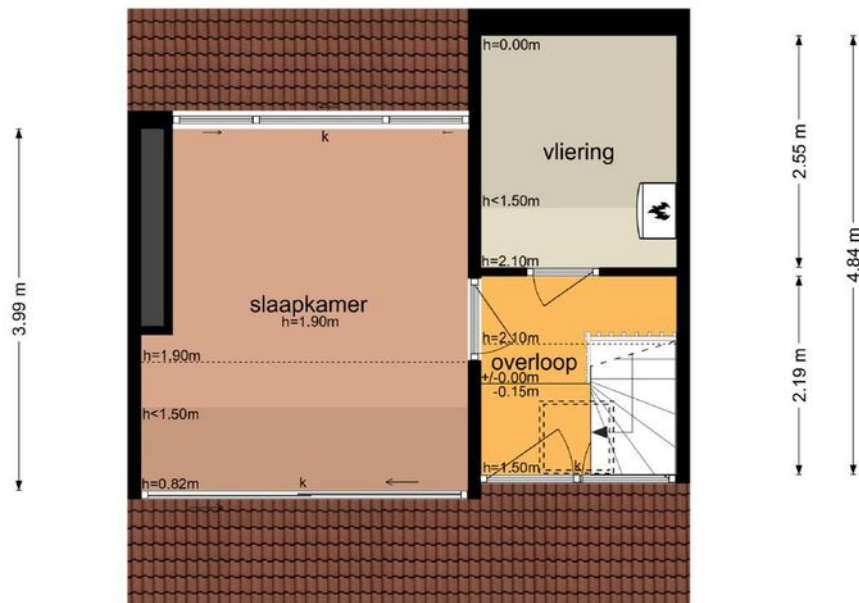 h=0.00m
k
vliering
h<1.50m
h=2.10m
slaapkamer
h=1.90m
h=1.90m
h<1.50m
h=0.82m
k
h=2.10m
overloop
+/-0.00m
-0.15m
h=1.50m
k
3.99 m
2.55 m
2.19 m
4.84 m